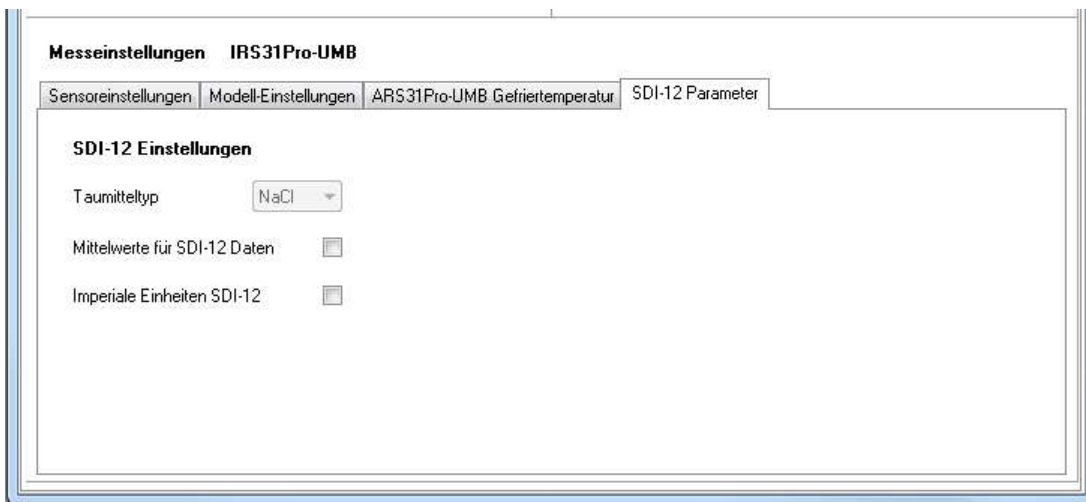 Messeinstellungen IRS31Pro-UMB
Sensoreinstellungen Modell-Einstellungen ARS31Pro-UMB Gefriertemperatur SDI-12 Parameter
SDI-12 Einstellungen
Taumitteltyp NaCl
Mittelwerte für SDI-12 Daten
Imperiale Einheiten SDI-12